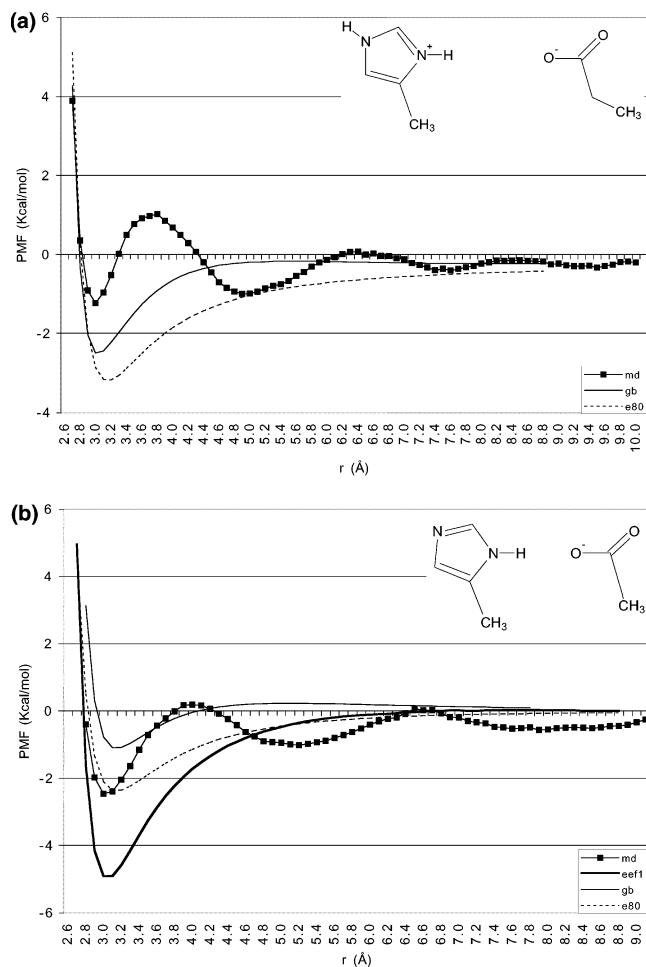 (a)
6
4
2
0
-2
-4
PMF (Kcal/mol)
H
N
N
+
H
CH3
O-
O
CH3
md
gb
e80
2.6 2.8 3.0 3.2 3.4 3.6 3.8 4.0 4.2 4.4 4.6 4.8 5.0 5.2 5.4 5.6 5.8 6.0 6.2 6.4 6.6 6.8 7.0 7.2 7.4 7.6 7.8 8.0 8.2 8.4 8.6 8.8 9.0 9.2 9.4 9.6 9.8 10.0
r (Å)
(b)
6
4
2
0
-2
-4
-6
PMF (Kcal/mol)
N
N
H
CH3
O-
O
CH3
md
eef1
gb
e80
2.6 2.8 3.0 3.2 3.4 3.6 3.8 4.0 4.2 4.4 4.6 4.8 5.0 5.2 5.4 5.6 5.8 6.0 6.2 6.4 6.6 6.8 7.0 7.2 7.4 7.6 7.8 8.0 8.2 8.4 8.6 8.8 9.0
r (Å)